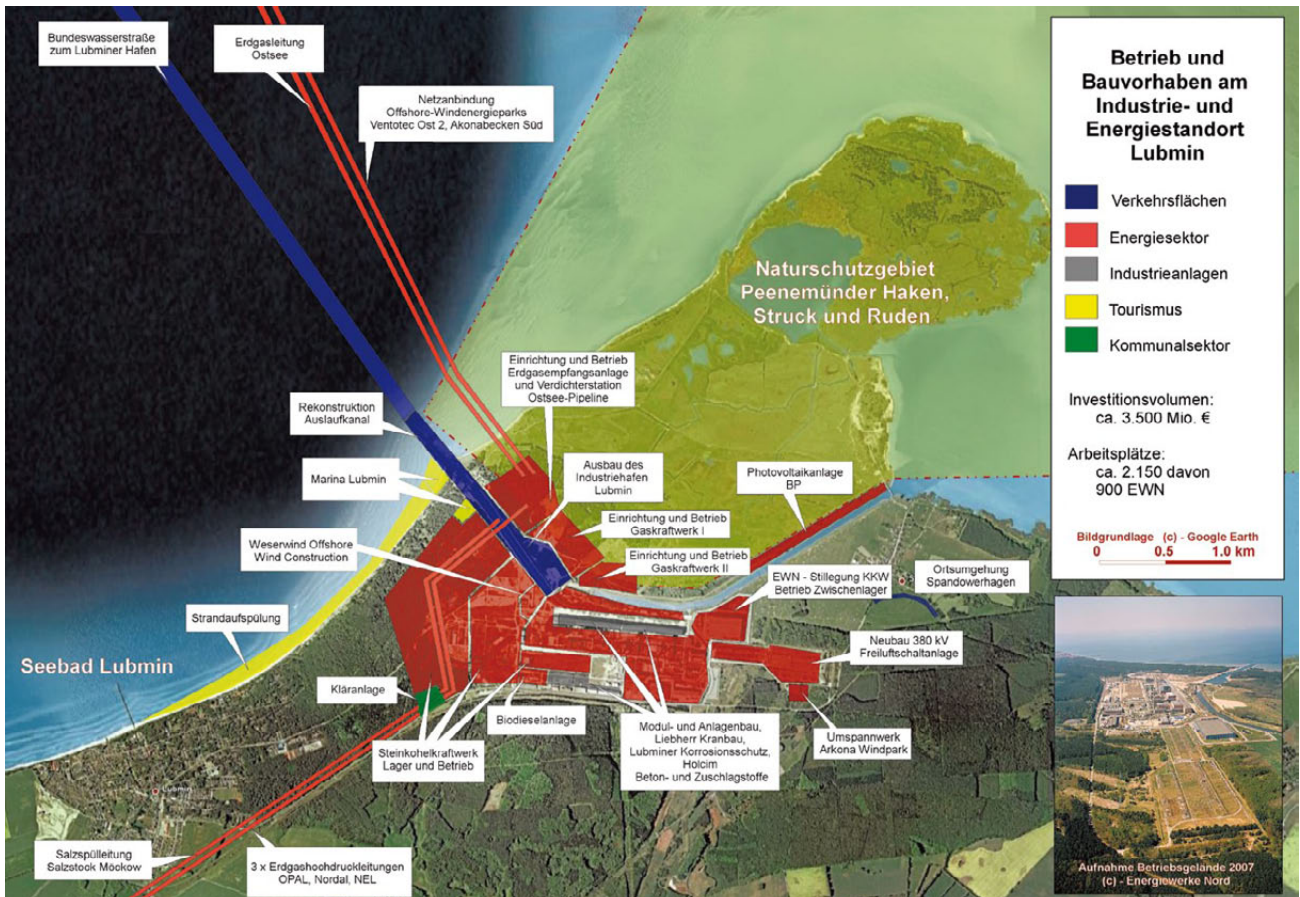 Bundeswasserstraße
zum Lubminer Hafen
Erdgasleitung
Ostsee
Netzanbindung
Offshore-Windenergieparks
Ventotec Ost 2, Akonabecken Süd
Betrieb und
Bauvorhaben am
Industrie- und
Energiestandort
Lubmin
Verkehrsflächen
Energiesektor
Industrieanlagen
Tourismus
Kommunalsektor
Investitionsvolumen:
ca. 3.500 Mio. €
Arbeitsplätze:
ca. 2.150 davon
900 EWN
Bildgrundlage (c) - Google Earth
0 0.5 1.0 km
Naturschutzgebiet
Peenemünder Haken,
Struck und Ruden
Einrichtung und Betrieb
Erdgasempfangsanlage
und Verdichterstation
Ostsee-Pipeline
Rekonstruktion
Auslaufkanal
Marina Lubmin
Ausbau des
Industriehafen
Lubmin
Photovoltaikanlage
BP
Einrichtung und Betrieb
Gaskraftwerk I
Weserwind Offshore
Wind Construction
Einrichtung und Betrieb
Gaskraftwerk II
EWN - Stillegung KKW
Betrieb Zwischenlager
Ortsumgehung
Spandowerhagen
Strandaufspülung
Neubau 380 kV
Freiluftschaltanlage
Seebad Lubmin
Kläranlage
Biodieselanlage
Steinkohelkraftwerk
Lager und Betrieb
Modul- und Anlagenbau,
Liebherr Kranbau,
Lubminer Korrosionsschutz,
Holcim
Beton- und Zuschlagstoffe
Umspannwerk
Arkona Windpark
Lubmin
Salzspülleitung
Salzstock Möckow
3 x Erdgashochdruckleitungen
OPAL, Nordal, NEL
Aufnahme Betriebsgelände 2007
(c) - Energiewerke Nord